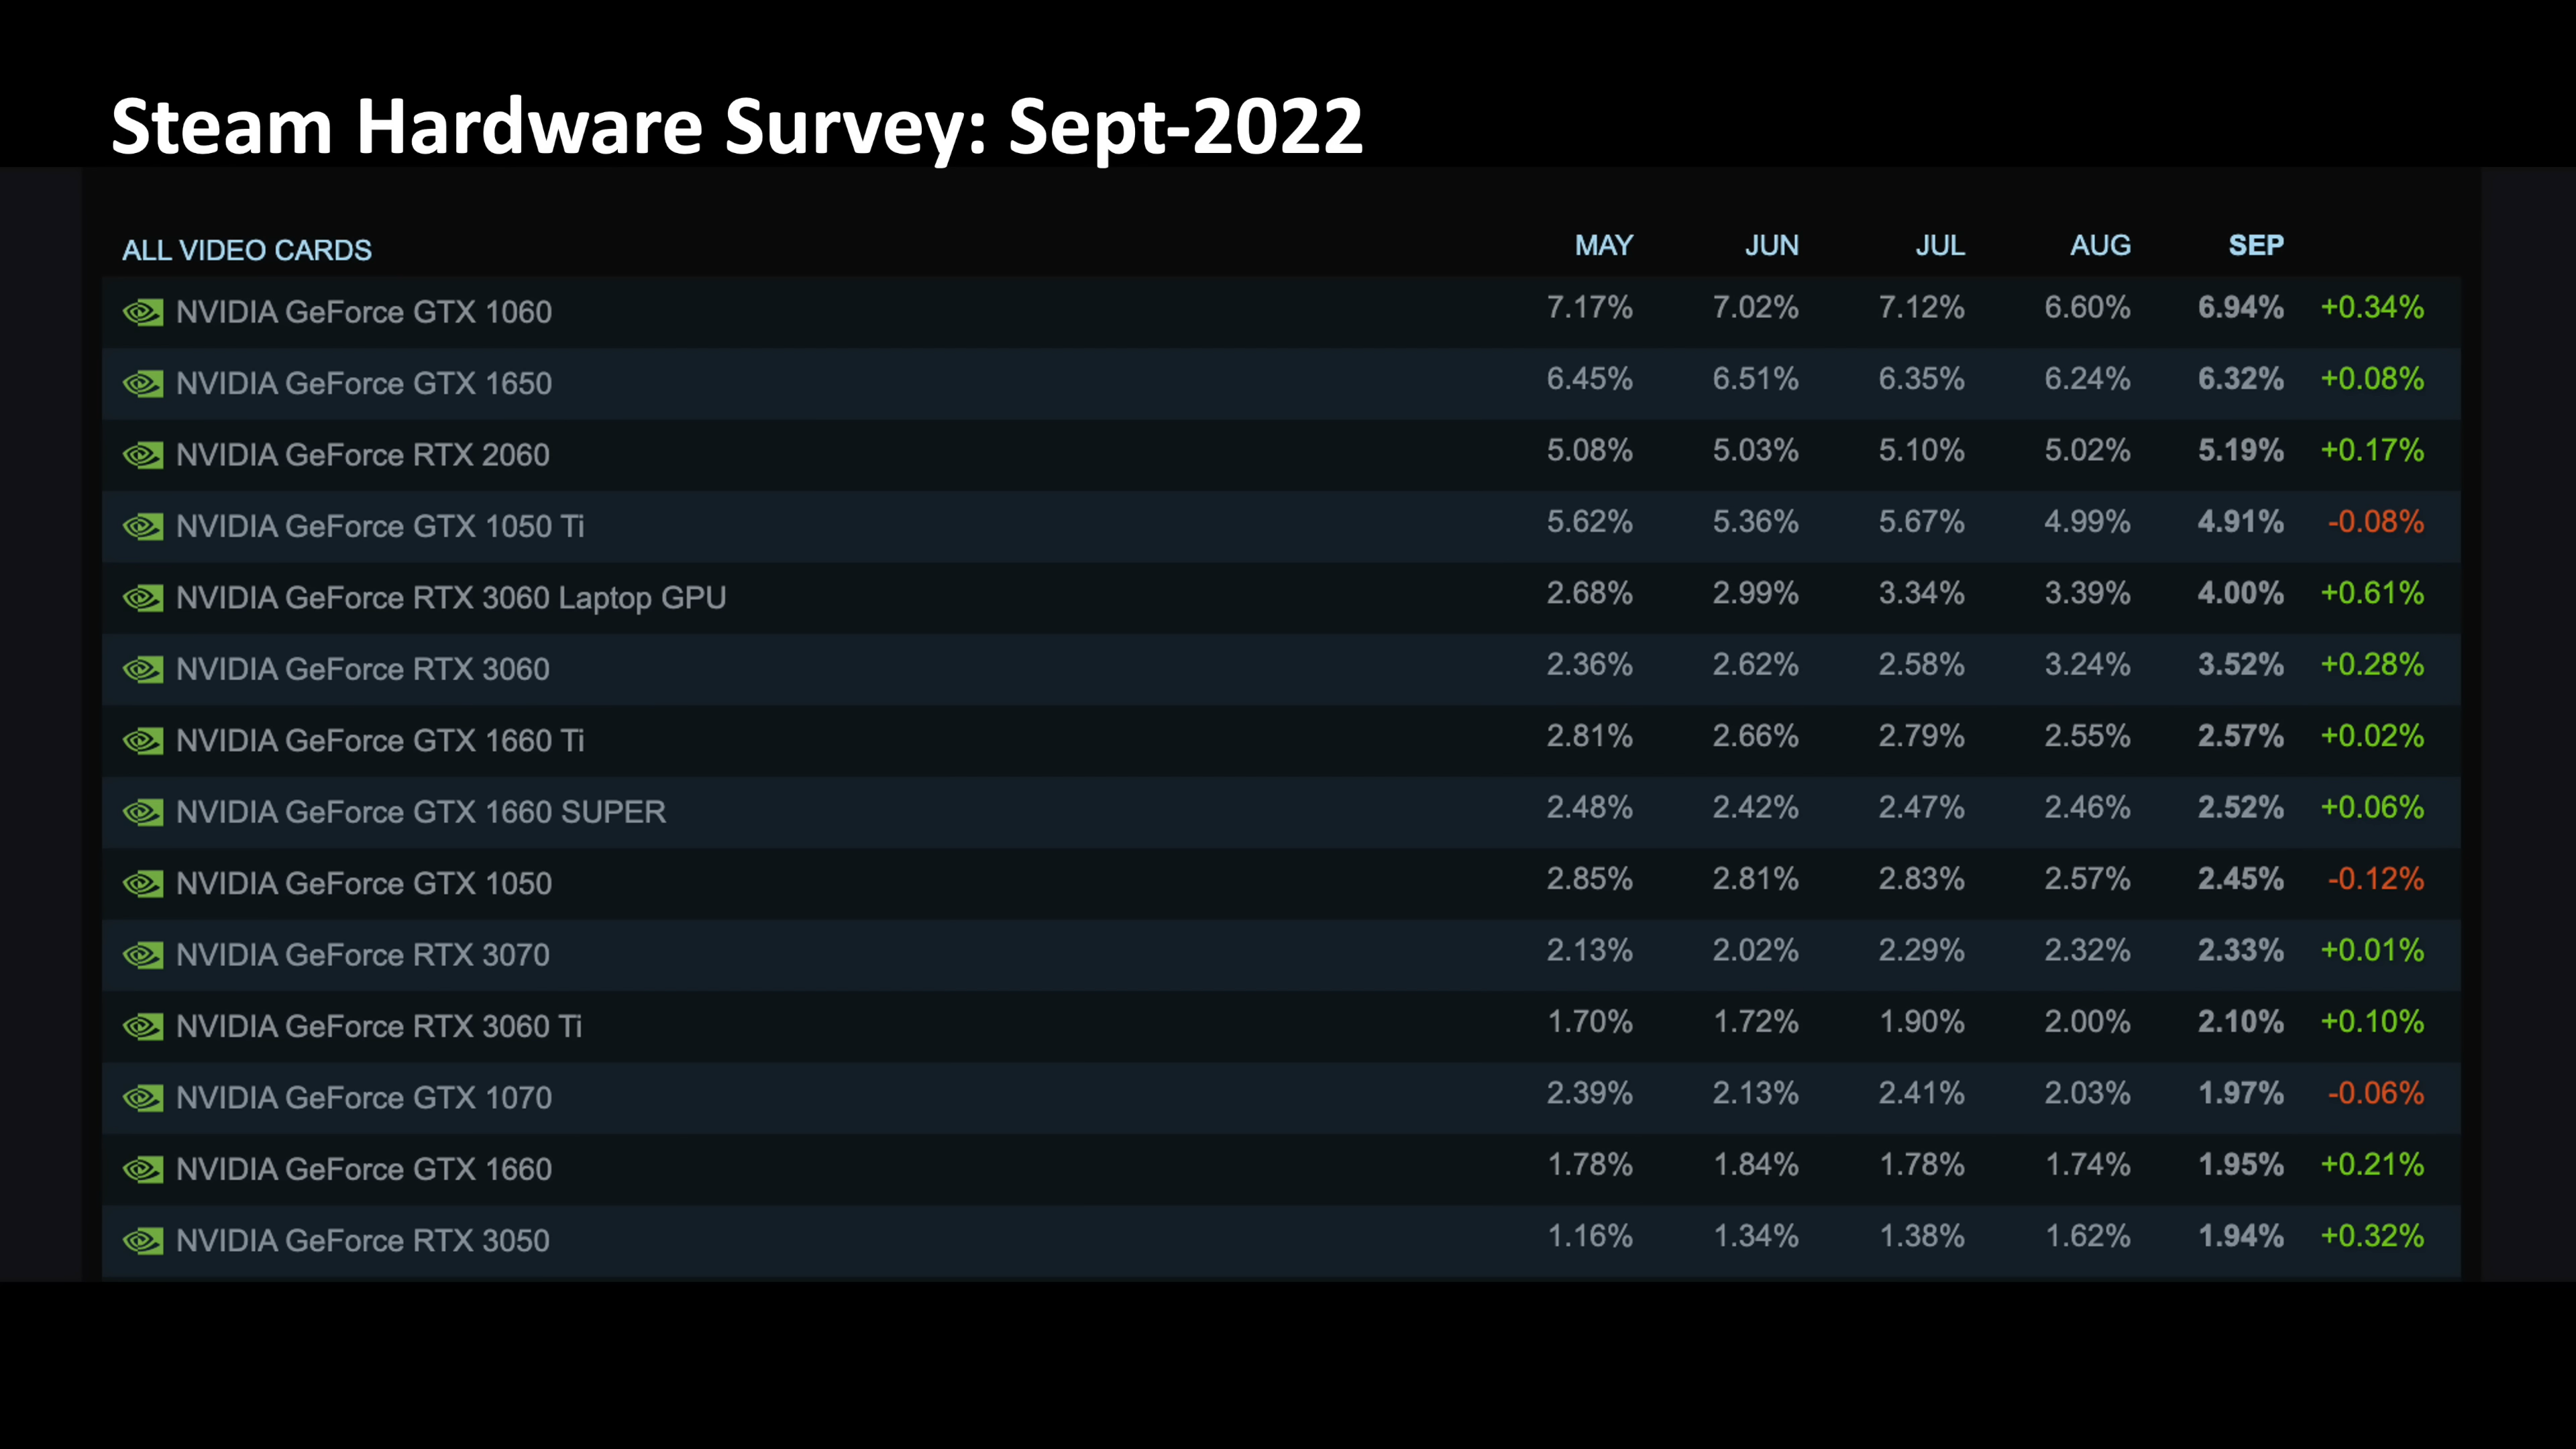 Steam Hardware Survey: Sept-2022
ALL VIDEO CARDS MAY JUN JUL AUG SEP
NVIDIA GeForce GTX 1060 7.17% 7.02% 7.12% 6.60% 6.94% +0.34%
NVIDIA GeForce GTX 1650 6.45% 6.51% 6.35% 6.24% 6.32% +0.08%
NVIDIA GeForce RTX 2060 5.08% 5.03% 5.10% 5.02% 5.19% +0.17%
NVIDIA GeForce GTX 1050 Ti 5.62% 5.36% 5.67% 4.99% 4.91% -0.08%
NVIDIA GeForce RTX 3060 Laptop GPU 2.68% 2.99% 3.34% 3.39% 4.00% +0.61%
NVIDIA GeForce RTX 3060 2.36% 2.62% 2.58% 3.24% 3.52% +0.28%
NVIDIA GeForce GTX 1660 Ti 2.81% 2.66% 2.79% 2.55% 2.57% +0.02%
NVIDIA GeForce GTX 1660 SUPER 2.48% 2.42% 2.47% 2.46% 2.52% +0.06%
NVIDIA GeForce GTX 1050 2.85% 2.81% 2.83% 2.57% 2.45% -0.12%
NVIDIA GeForce RTX 3070 2.13% 2.02% 2.29% 2.32% 2.33% +0.01%
NVIDIA GeForce RTX 3060 Ti 1.70% 1.72% 1.90% 2.00% 2.10% +0.10%
NVIDIA GeForce GTX 1070 2.39% 2.13% 2.41% 2.03% 1.97% -0.06%
NVIDIA GeForce GTX 1660 1.78% 1.84% 1.78% 1.74% 1.95% +0.21%
NVIDIA GeForce RTX 3050 1.16% 1.34% 1.38% 1.62% 1.94% +0.32%